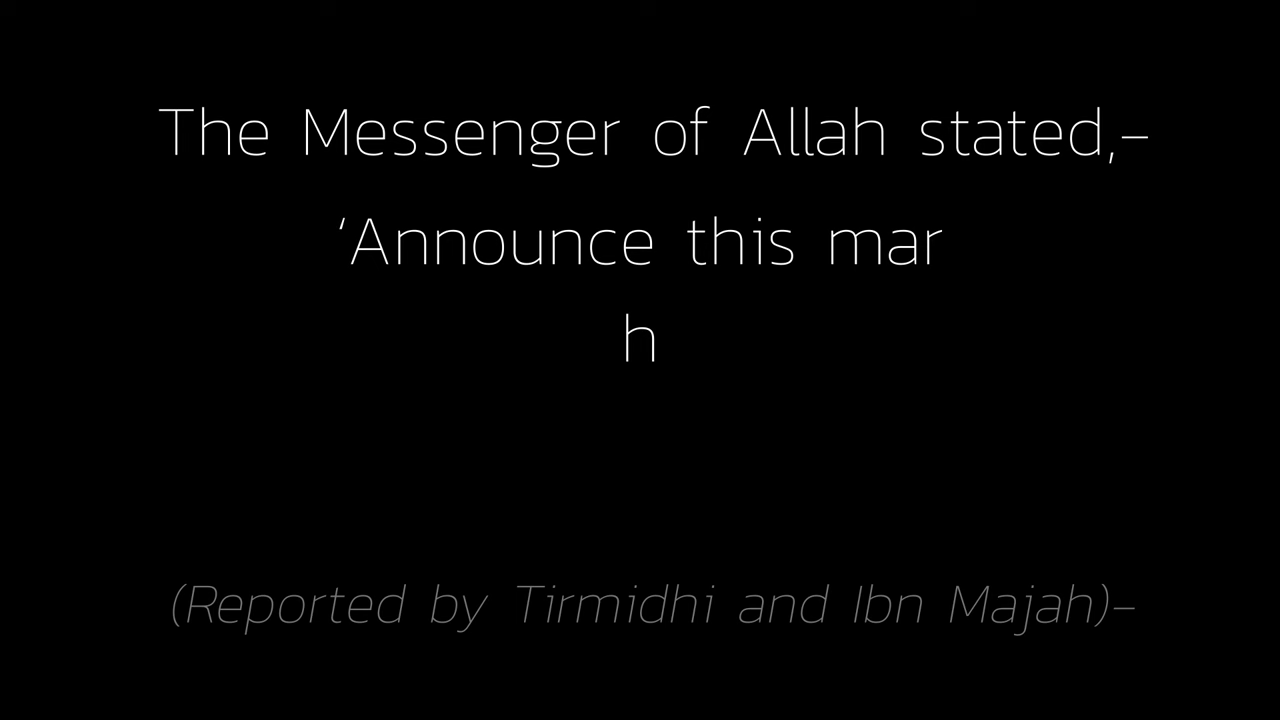 The Messenger of Allah stated,–
‘Announce this mar
h
(Reported by Tirmidhi and Ibn Majah)–